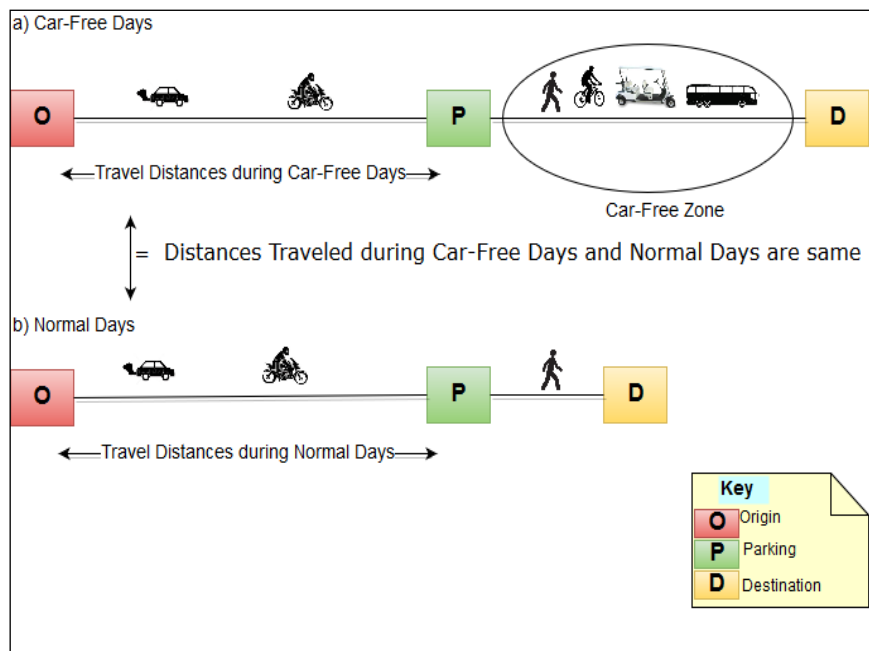 a) Car-Free Days
O
P
D
Travel Distances during Car-Free Days
Car-Free Zone
= Distances Traveled during Car-Free Days and Normal Days are same
b) Normal Days
O
P
D
Travel Distances during Normal Days
Key
O Origin
P Parking
D Destination